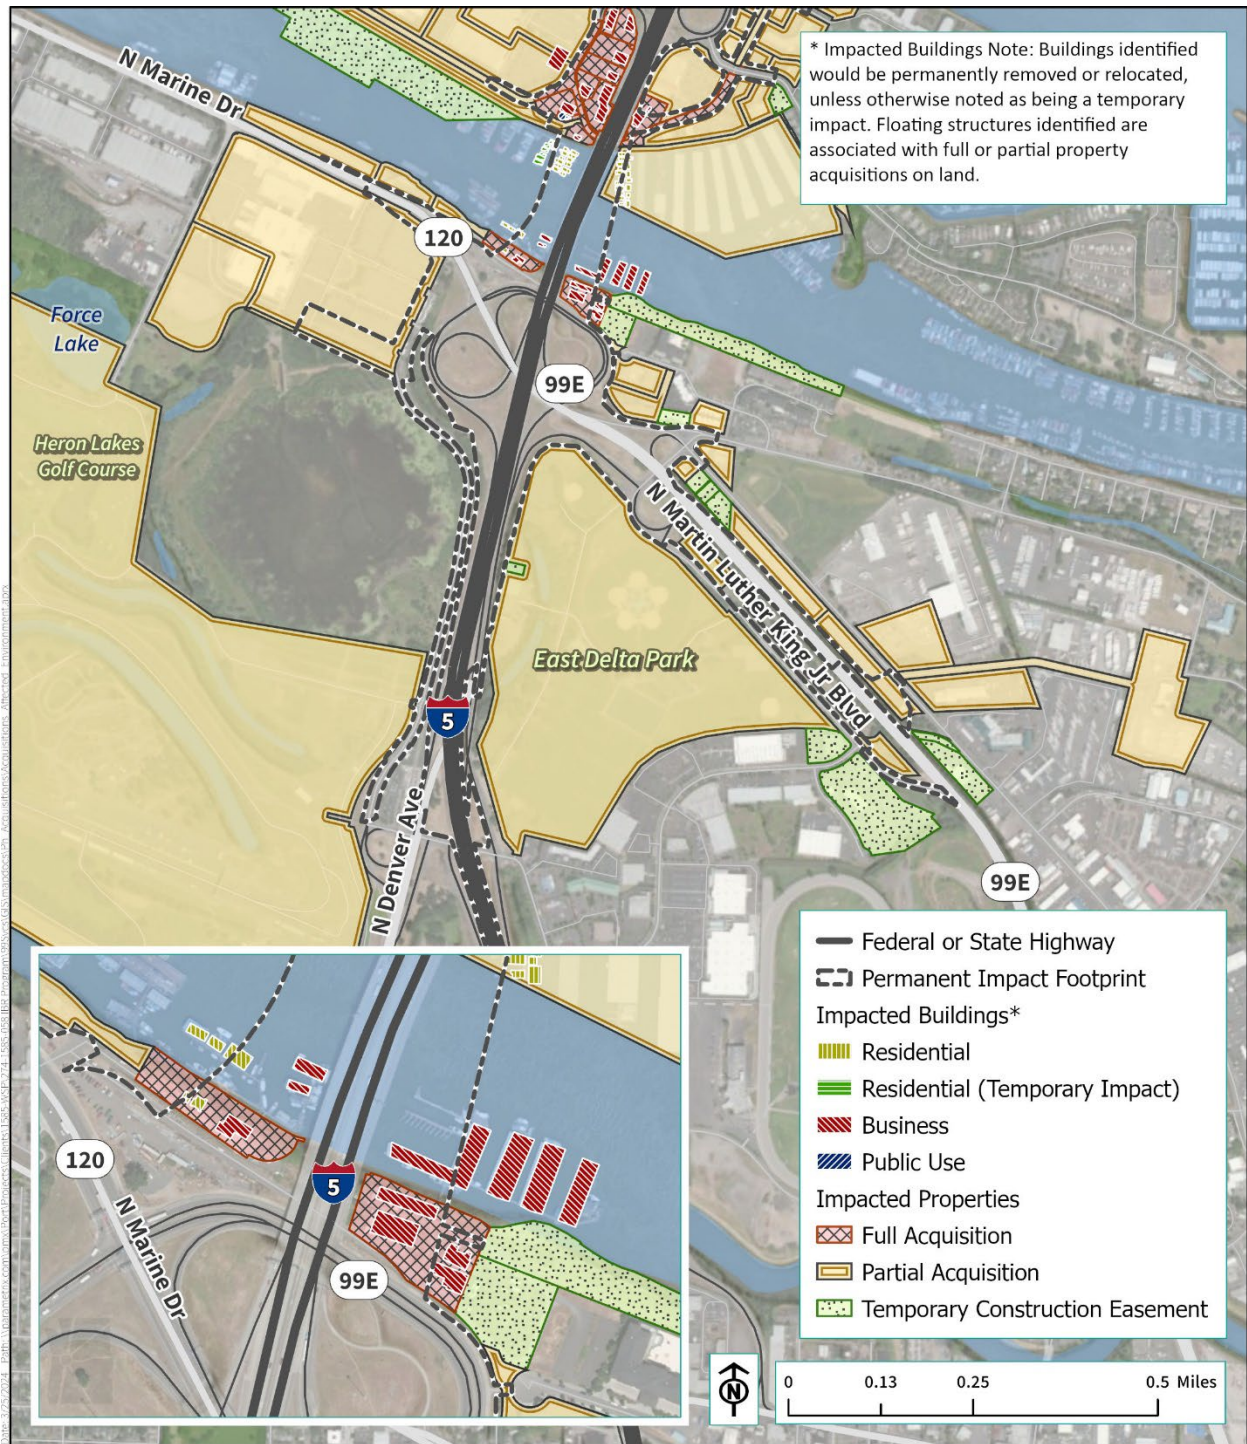 * Impacted Buildings Note: Buildings identified
would be permanently removed or relocated,
unless otherwise noted as being a temporary
impact. Floating structures identified are
associated with full or partial property
acquisitions on land.
N Marine Dr
120
Force
Lake
99E
Heron Lakes
Golf Course
N Martin Luther King Jr Blvd
East Delta Park
5
N Denver Ave
99E
Federal or State Highway
Permanent Impact Footprint
Impacted Buildings*
Residential
Residential (Temporary Impact)
Business
Public Use
Impacted Properties
Full Acquisition
Partial Acquisition
Temporary Construction Easement
120
5
N Marine Dr
99E
N
0 0.13 0.25 0.5 Miles